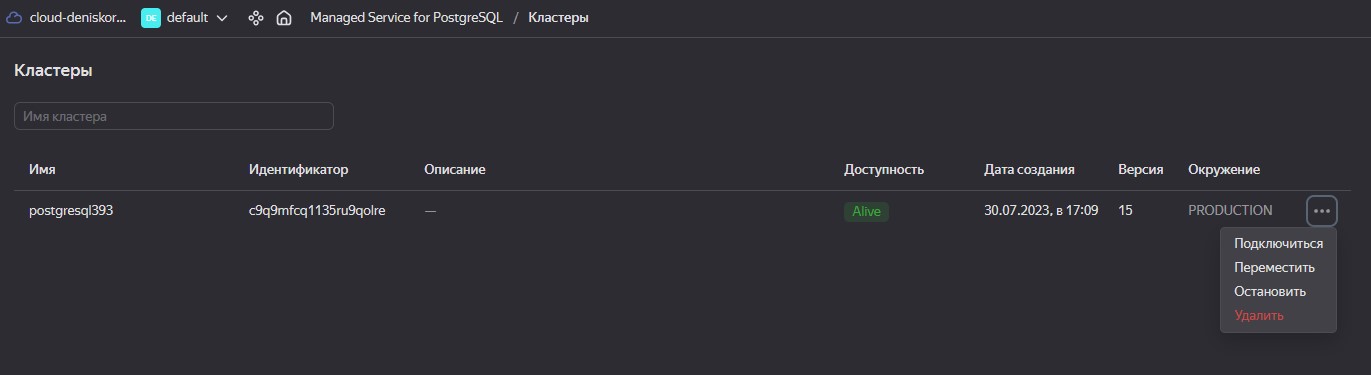 cloud-deniskor... DE default Managed Service for PostgreSQL / Кластеры
Кластеры
Имя кластера
Имя Идентификатор Описание Доступность Дата создания Версия Окружение
postgresql393 c9q9mfcq1135ru9qolre — Alive 30.07.2023, в 17:09 15 PRODUCTION ...
Подключиться
Переместить
Остановить
Удалить